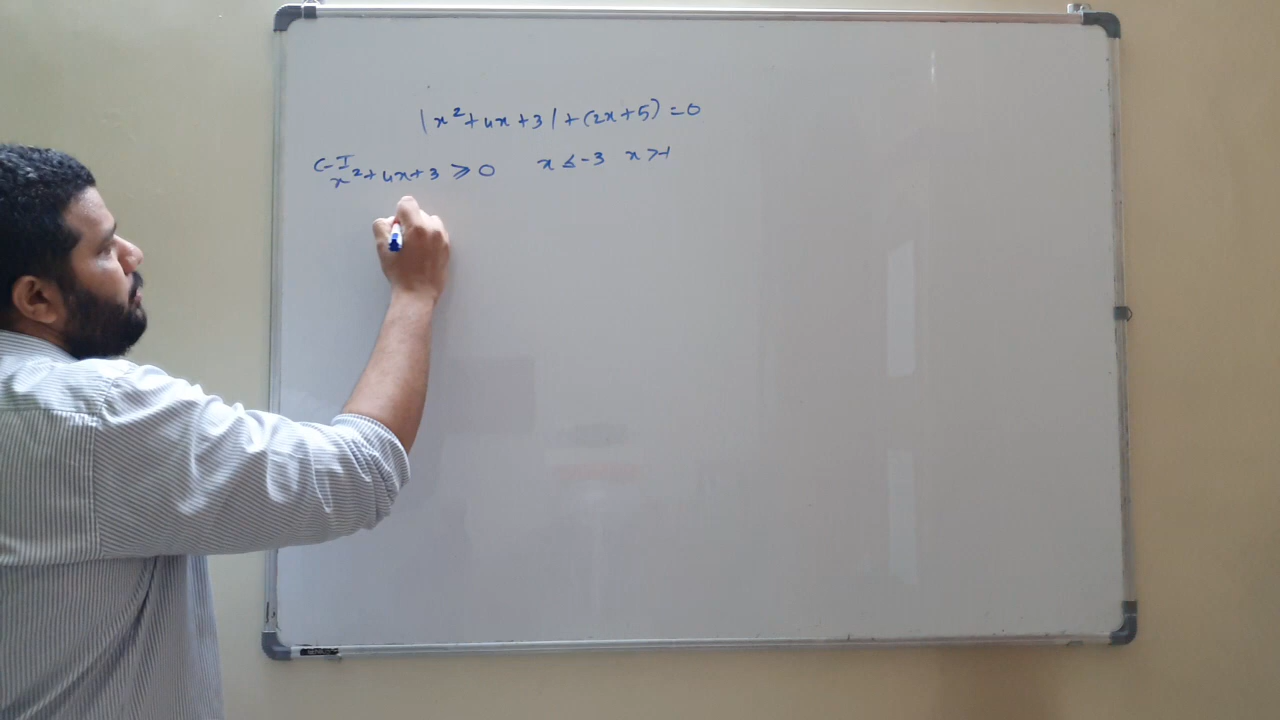 |x²+4x+3|+(2x+5)=0
C-I
x²+4x+3 ⩾ 0 x ≤ -3 x > -1